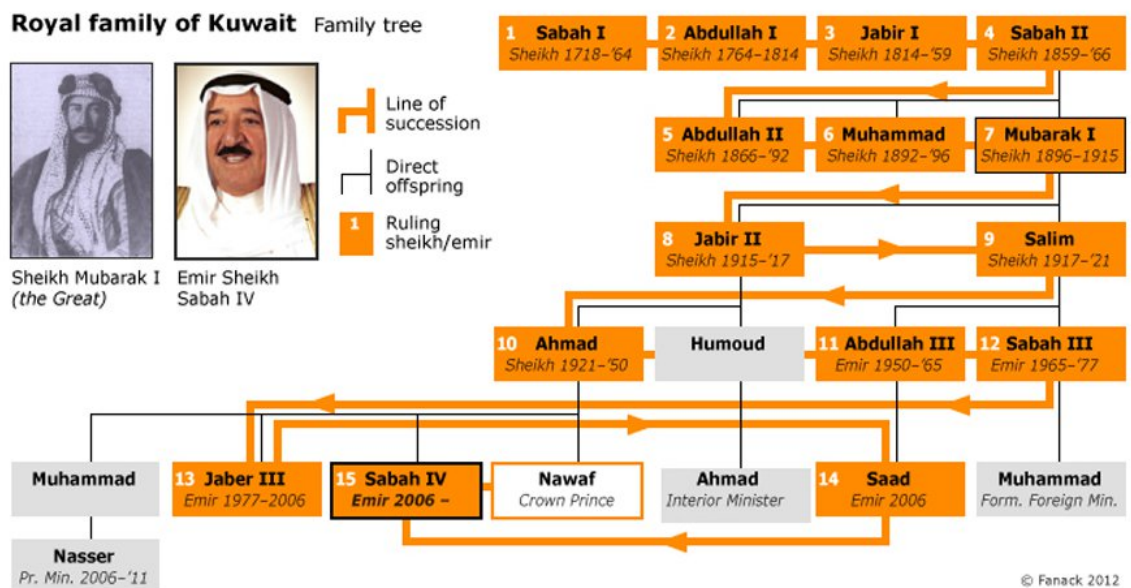 Royal family of Kuwait Family tree
1 Sabah I
Sheikh 1718–'64
2 Abdullah I
Sheikh 1764–1814
3 Jabir I
Sheikh 1814–'59
4 Sabah II
Sheikh 1859–'66
Line of
succession
Direct
offspring
1 Ruling
sheikh/emir
Sheikh Mubarak I
(the Great)
Emir Sheikh
Sabah IV
5 Abdullah II
Sheikh 1866–'92
6 Muhammad
Sheikh 1892–'96
7 Mubarak I
Sheikh 1896–1915
8 Jabir II
Sheikh 1915–'17
9 Salim
Sheikh 1917–'21
10 Ahmad
Sheikh 1921–'50
Humoud
11 Abdullah III
Emir 1950–'65
12 Sabah III
Emir 1965–'77
Muhammad
13 Jaber III
Emir 1977–2006
15 Sabah IV
Emir 2006 –
Nawaf
Crown Prince
Ahmad
Interior Minister
14 Saad
Emir 2006
Muhammad
Form. Foreign Min.
Nasser
Pr. Min. 2006–'11
© Fanack 2012